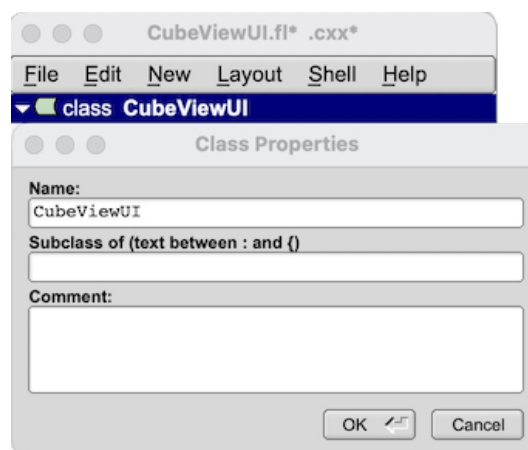 CubeViewUI.fl* .cxx*
File Edit New Layout Shell Help
class CubeViewUI
Class Properties
Name:
CubeViewUI
Subclass of (text between : and {)
Comment:
OK Cancel